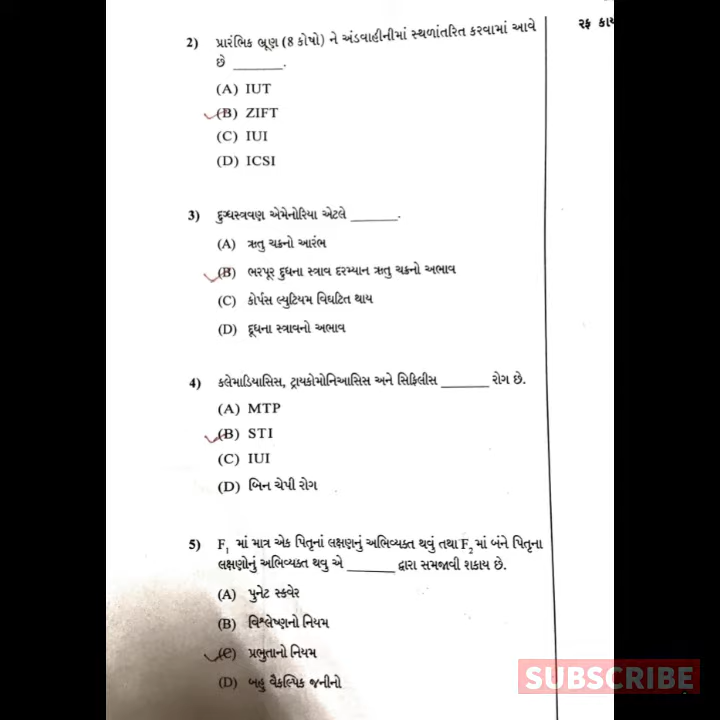 રફ કાર્ય
2) પ્રારંભિક ભ્રૂણ (8 કોષો) ને અંડવાહીનીમાં સ્થળાંતરિત કરવામાં આવે
છે ________.
(A) IUT
(B) ZIFT
(C) IUI
(D) ICSI
3) દુગ્ધસ્ત્રવણ એમેનોરિયા એટલે _______.
(A) ઋતુ ચક્રનો આરંભ
(B) ભરપૂર દુધના સ્ત્રાવ દરમ્યાન ઋતુ ચક્રનો અભાવ
(C) કોર્પસ લ્યુટિયમ વિઘટિત થાય
(D) દૂધના સ્ત્રાવનો અભાવ
4) કલેમાડિયાસિસ, ટ્રાયકોમોનિઆસિસ અને સિફિલીસ _______ રોગ છે.
(A) MTP
(B) STI
(C) IUI
(D) બિન ચેપી રોગ
5) F₁ માં માત્ર એક પિતૃનાં લક્ષણનું અભિવ્યક્ત થવું તથા F₂ માં બંને પિતૃના
લક્ષણોનું અભિવ્યક્ત થવુ એ _______ દ્વારા સમજાવી શકાય છે.
(A) પુનેટ સ્કવેર
(B) વિશ્લેષણનો નિયમ
(C) પ્રભુતાનો નિયમ
(D) બહુ વૈકલ્પિક જનીનો
SUBSCRIBE